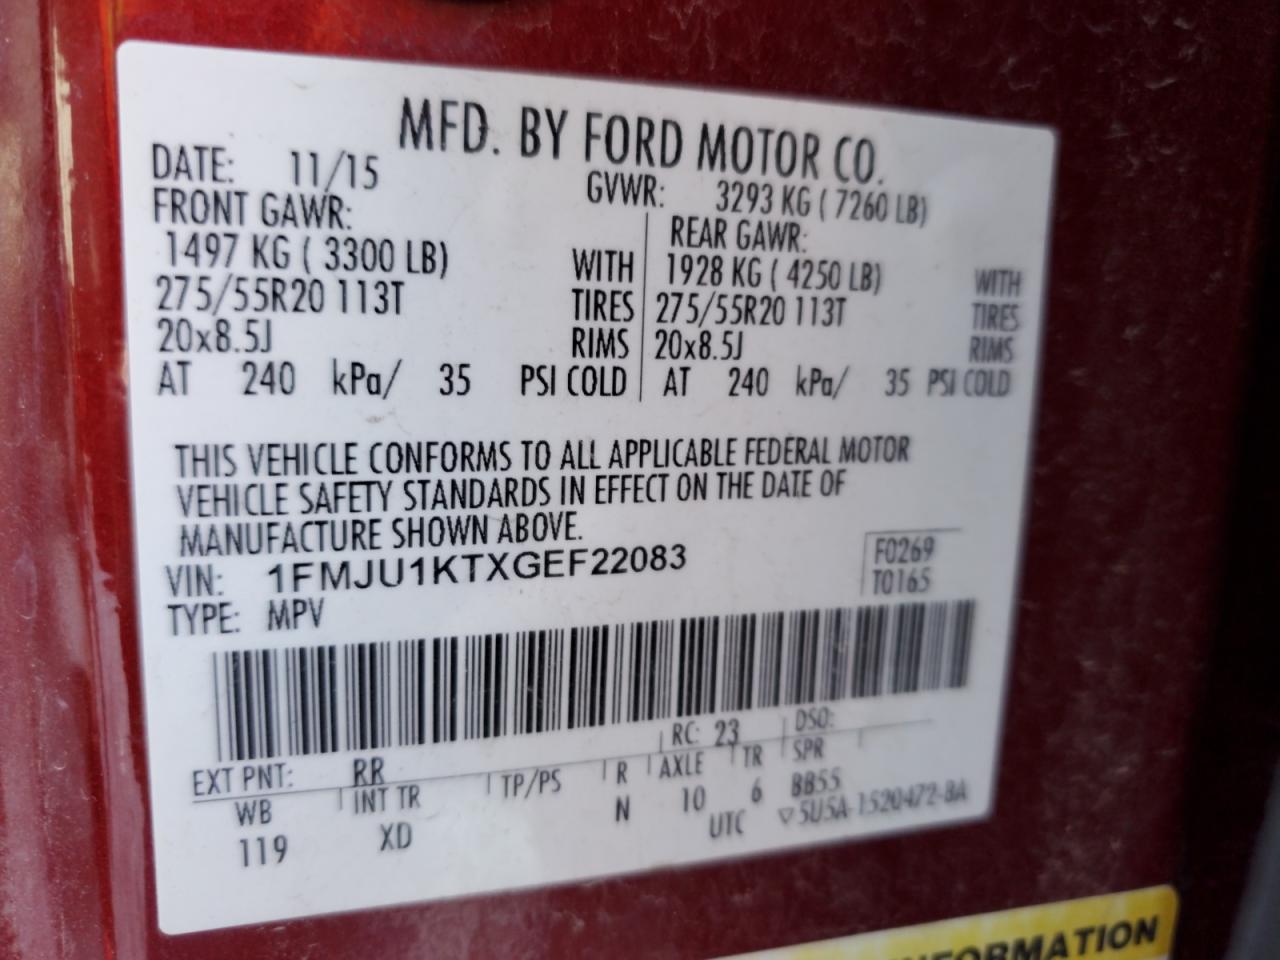 MFD. BY FORD MOTOR CO.
DATE: 11/15
GVWR: 3293 KG ( 7260 LB)
FRONT GAWR:
1497 KG ( 3300 LB) WITH
275/55R20 113T TIRES
20x8.5J RIMS
AT 240 kPa/ 35 PSI COLD
REAR GAWR:
1928 KG ( 4250 LB) WITH
275/55R20 113T TIRES
20x8.5J RIMS
AT 240 kPa/ 35 PSI COLD
THIS VEHICLE CONFORMS TO ALL APPLICABLE FEDERAL MOTOR
VEHICLE SAFETY STANDARDS IN EFFECT ON THE DATE OF
MANUFACTURE SHOWN ABOVE.
VIN: 1FMJU1KTXGEF22083
TYPE: MPV
F0269
T0165
EXT PNT: RR RC: 23 DSO:
WB INT TR TP/PS R AXLE TR SPR
119 XD N 10 6 BB55
UTC ▽5U5A-1520472-BA
INFORMATION